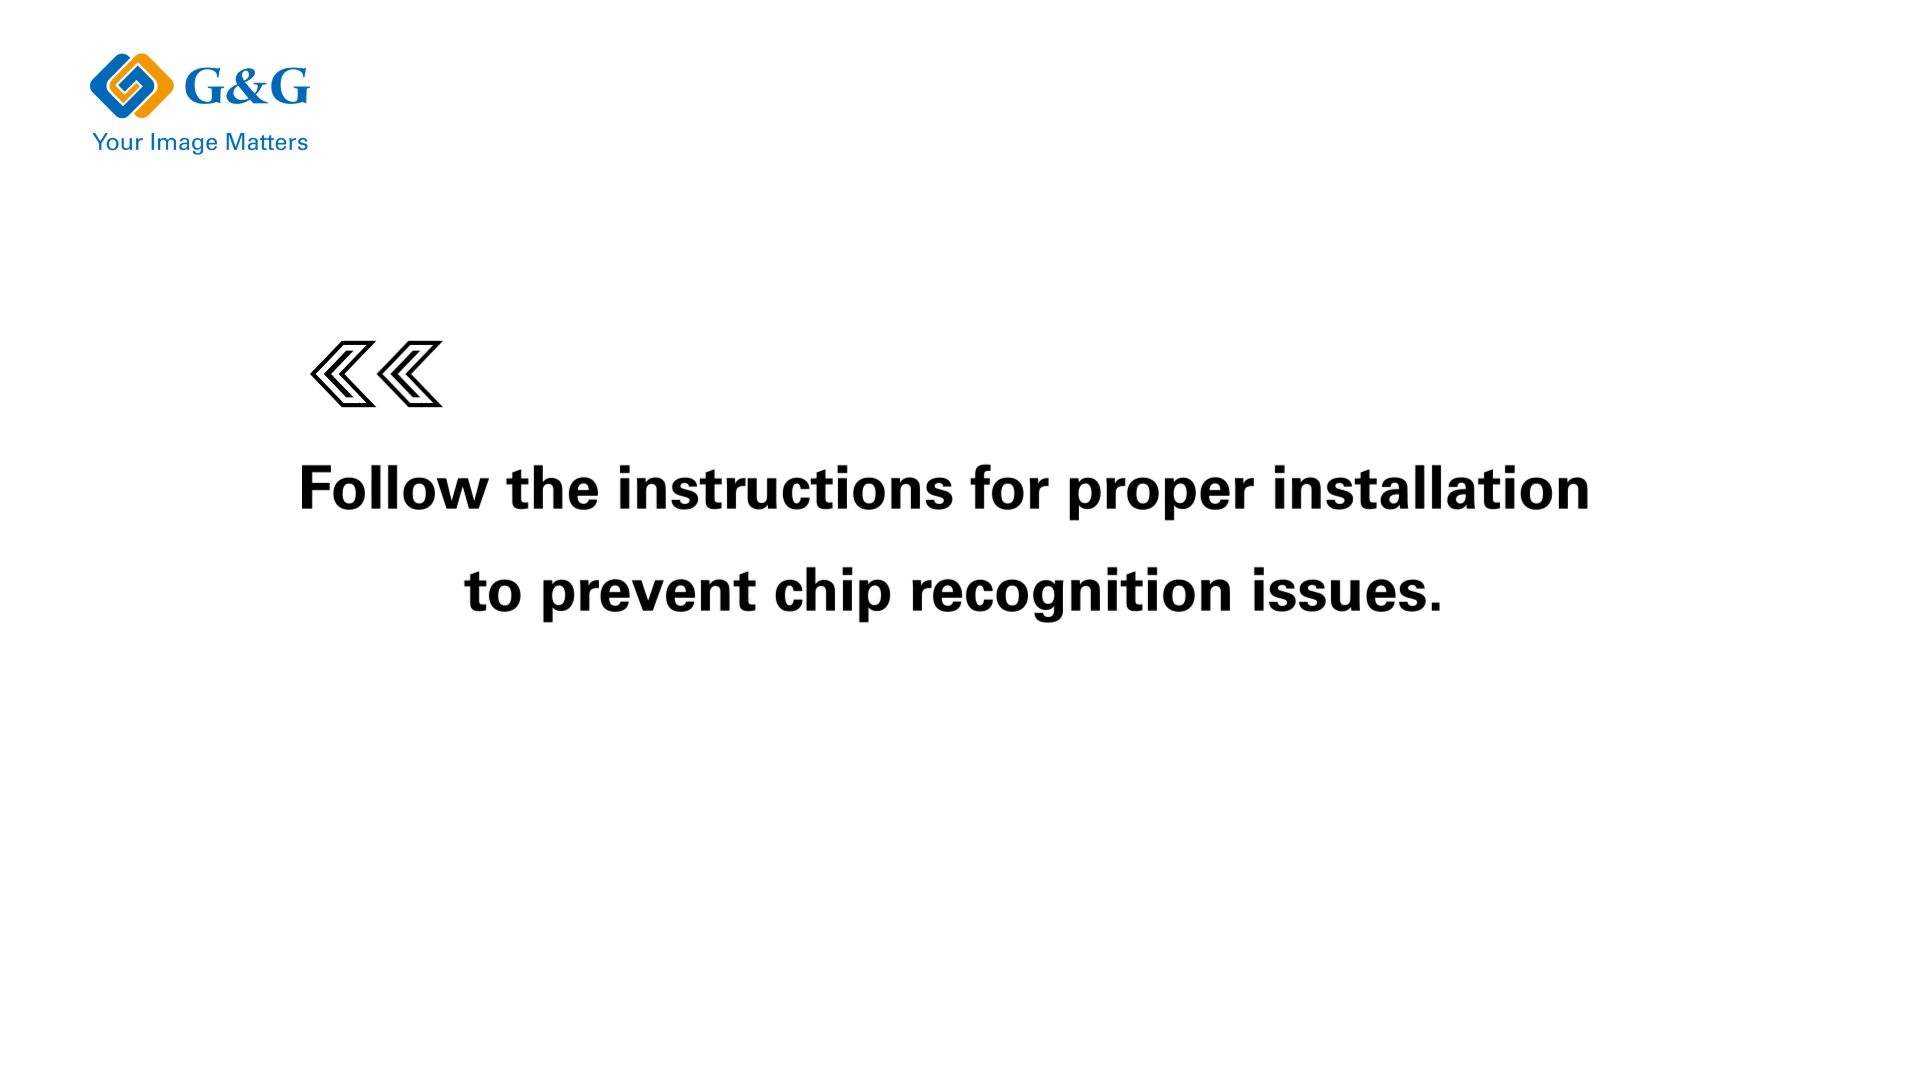 G&G
Your Image Matters
Follow the instructions for proper installation
to prevent chip recognition issues.